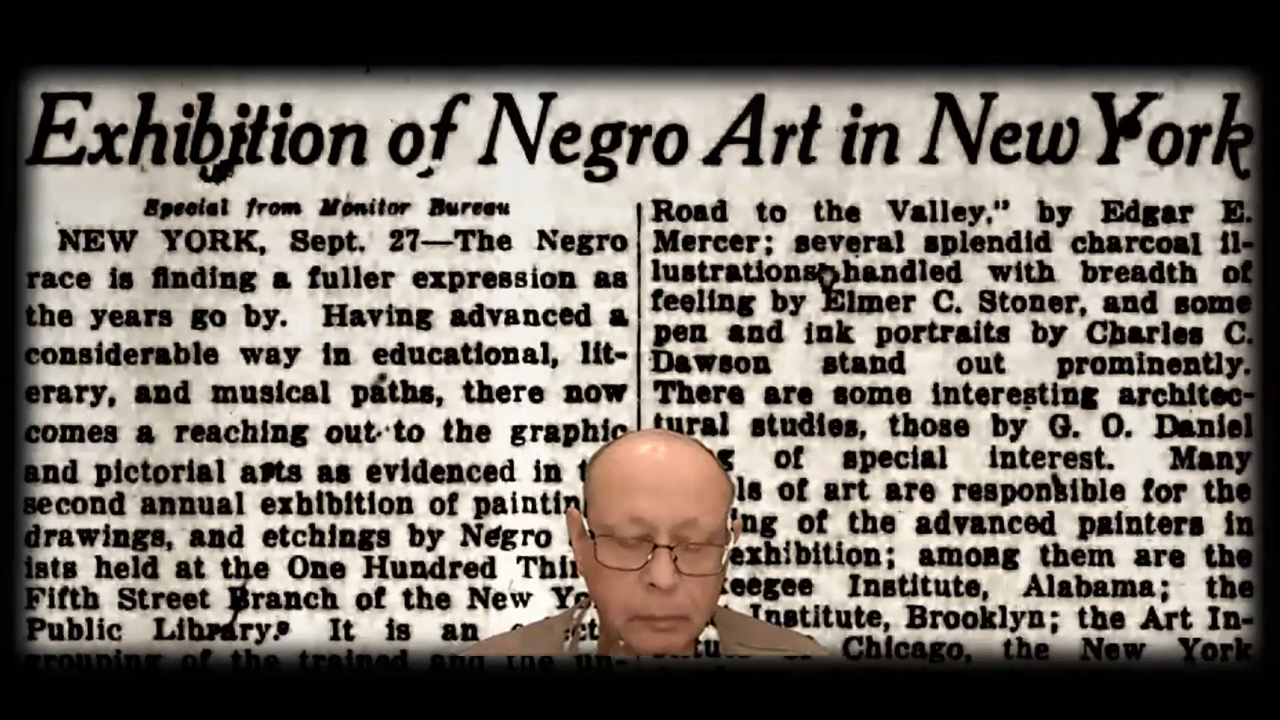 Exhibition of Negro Art in New York
Special from Monitor Bureau
NEW YORK, Sept. 27—The Negro
race is finding a fuller expression as
the years go by. Having advanced a
considerable way in educational, lit-
erary, and musical paths, there now
comes a reaching out to the graphic
and pictorial arts as evidenced in
second annual exhibition of
drawings, and etchings by Negro
ists held at the One Hundred
Fifth Street Branch of the New
Public Library. It is an
grouping of the trained and the un-
Road to the Valley," by Edgar E.
Mercer; several splendid charcoal il-
lustrations handled with breadth of
feeling by Elmer C. Stoner, and some
pen and ink portraits by Charles C.
Dawson stand out prominently.
There are some interesting architec-
tural studies, those by G. O. Daniel
of special interest. Many
of art are responsible for the
of the advanced painters in
exhibition; among them are the
Institute, Alabama; the
Institute, Brooklyn; the Art In-
Chicago, the New York